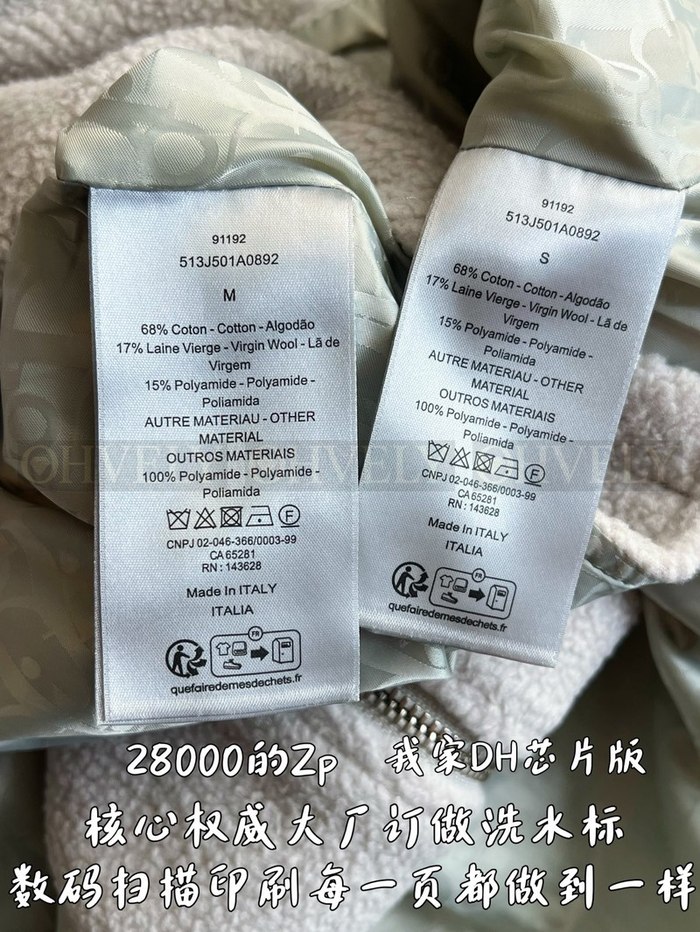 91192
513J501A0892
M
68% Coton - Cotton - Algodão
17% Laine Vierge - Virgin Wool - Lã de
Virgem
15% Polyamide - Polyamide -
Poliamida
AUTRE MATERIAU - OTHER
MATERIAL
OUTROS MATERIAIS
100% Polyamide - Polyamide -
Poliamida
CNPJ 02-046-366/0003-99
CA 65281
RN : 143628
Made In ITALY
ITALIA
FR
quefairedemesdechets.fr
91192
513J501A0892
S
68% Coton - Cotton - Algodão
17% Laine Vierge - Virgin Wool - Lã de
Virgem
15% Polyamide - Polyamide -
Poliamida
AUTRE MATERIAU - OTHER
MATERIAL
OUTROS MATERIAIS
100% Polyamide - Polyamide -
Poliamida
CNPJ 02-046-366/0003-99
CA 65281
RN : 143628
Made In ITALY
ITALIA
FR
quefairedemesdechets.fr
28000的Zp 我家DH芯片版
核心权威大厂订做洗水标
数码扫描印刷每一页都做到一样